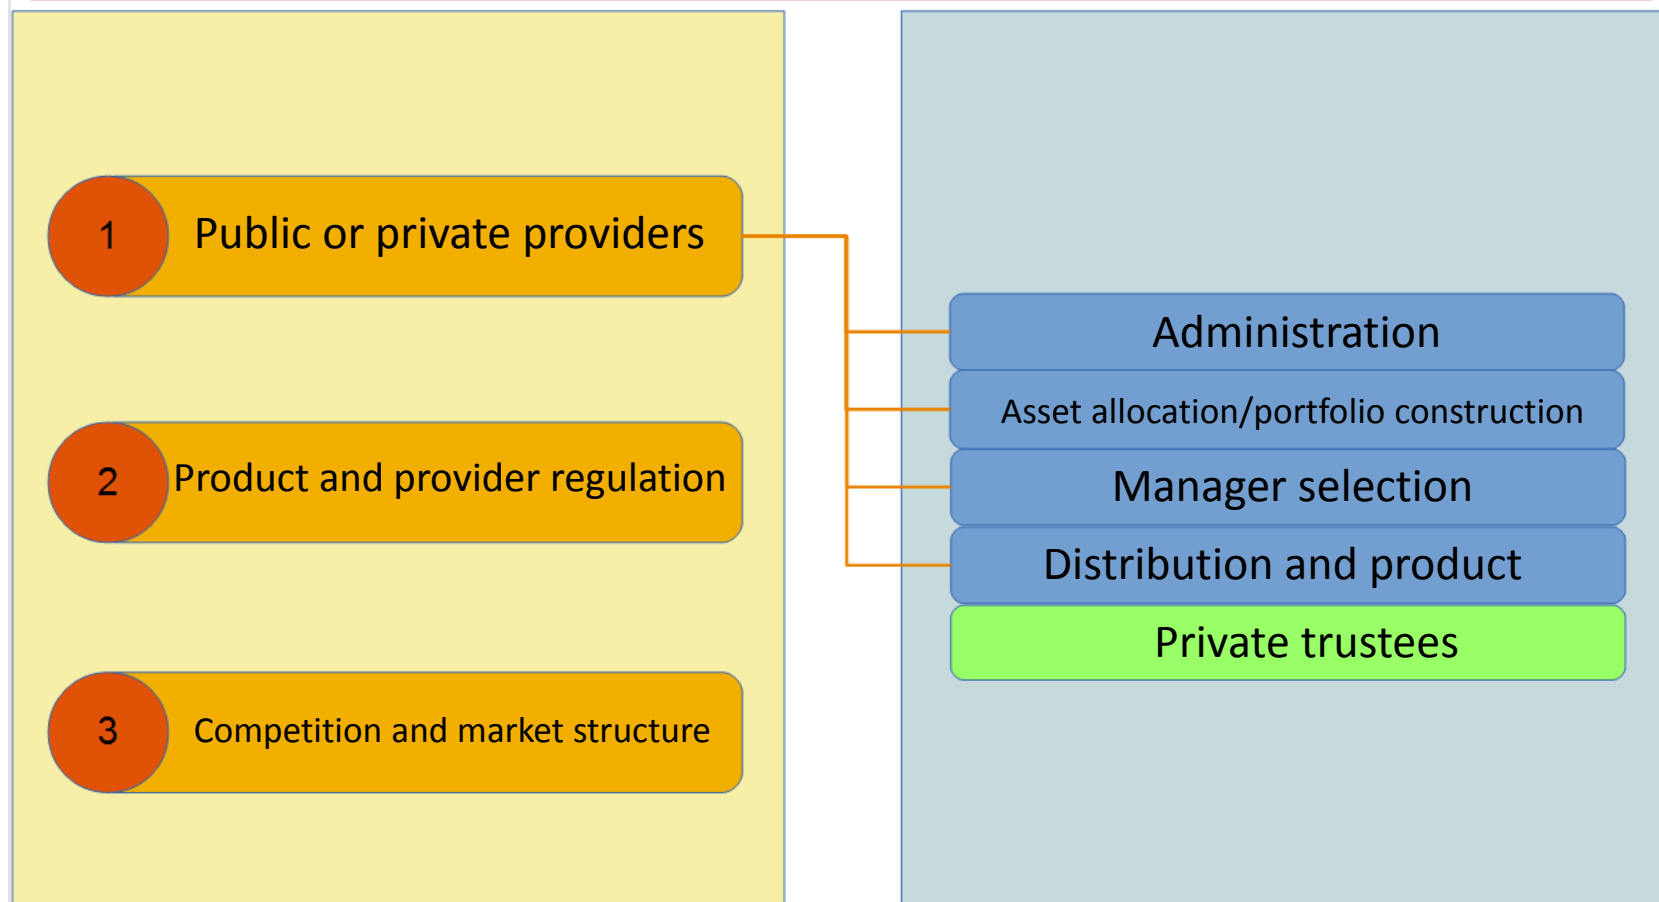 1
Public or private providers
2
Product and provider regulation
3
Competition and market structure
Administration
Asset allocation/portfolio construction
Manager selection
Distribution and product
Private trustees